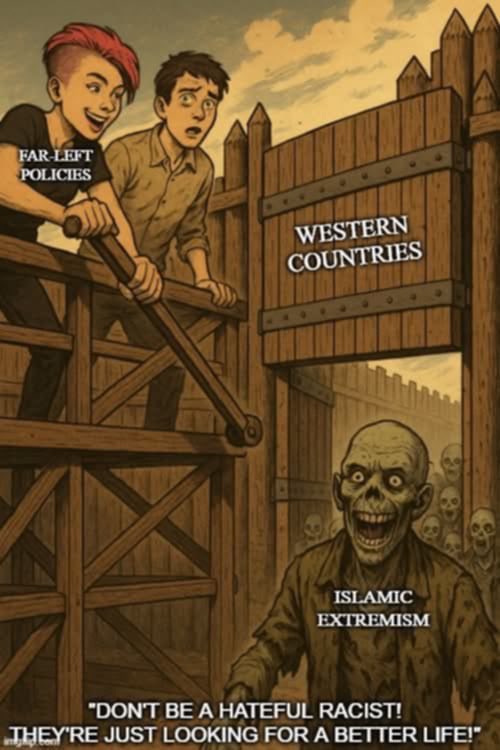 FAR-LEFT
POLICIES
WESTERN
COUNTRIES
ISLAMIC
EXTREMISM
"DON'T BE A HATEFUL RACIST!
THEY'RE JUST LOOKING FOR A BETTER LIFE!"
imgflip.com